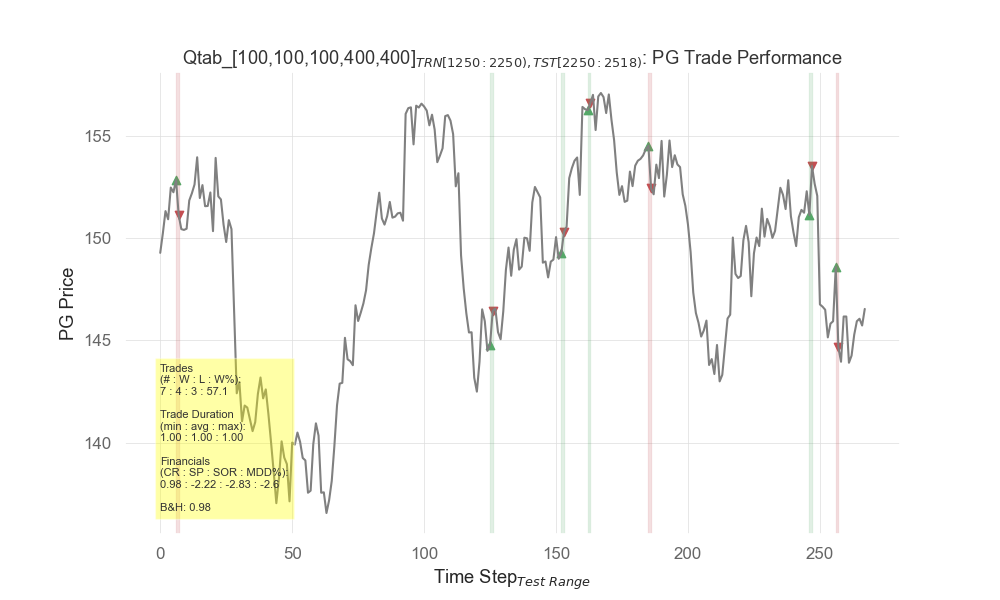 Qtab_[100,100,100,400,400]TRN[1250:2250),TST[2250:2518): PG Trade Performance
PG Price
155
150
145
140
Trades
(# : W : L : W%):
7 : 4 : 3 : 57.1
Trade Duration
(min : avg : max):
1.00 : 1.00 : 1.00
Financials
(CR : SP : SOR : MDD%):
0.98 : -2.22 : -2.83 : -2.6
B&H: 0.98
0 50 100 150 200 250
Time StepTest Range